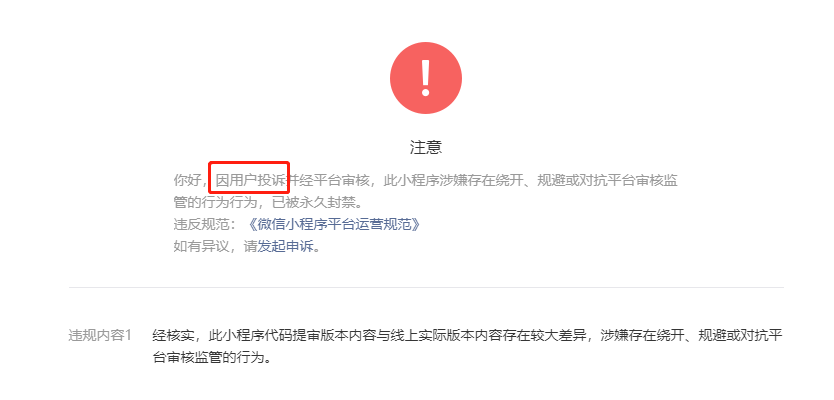 !
注意
你好，因用户投诉并经平台审核，此小程序涉嫌存在绕开、规避或对抗平台审核监
管的行为行为，已被永久封禁。
违反规范：《微信小程序平台运营规范》
如有异议，请发起申诉。
违规内容1 经核实，此小程序代码提审版本内容与线上实际版本内容存在较大差异，涉嫌存在绕开、规避或对抗平
台审核监管的行为。